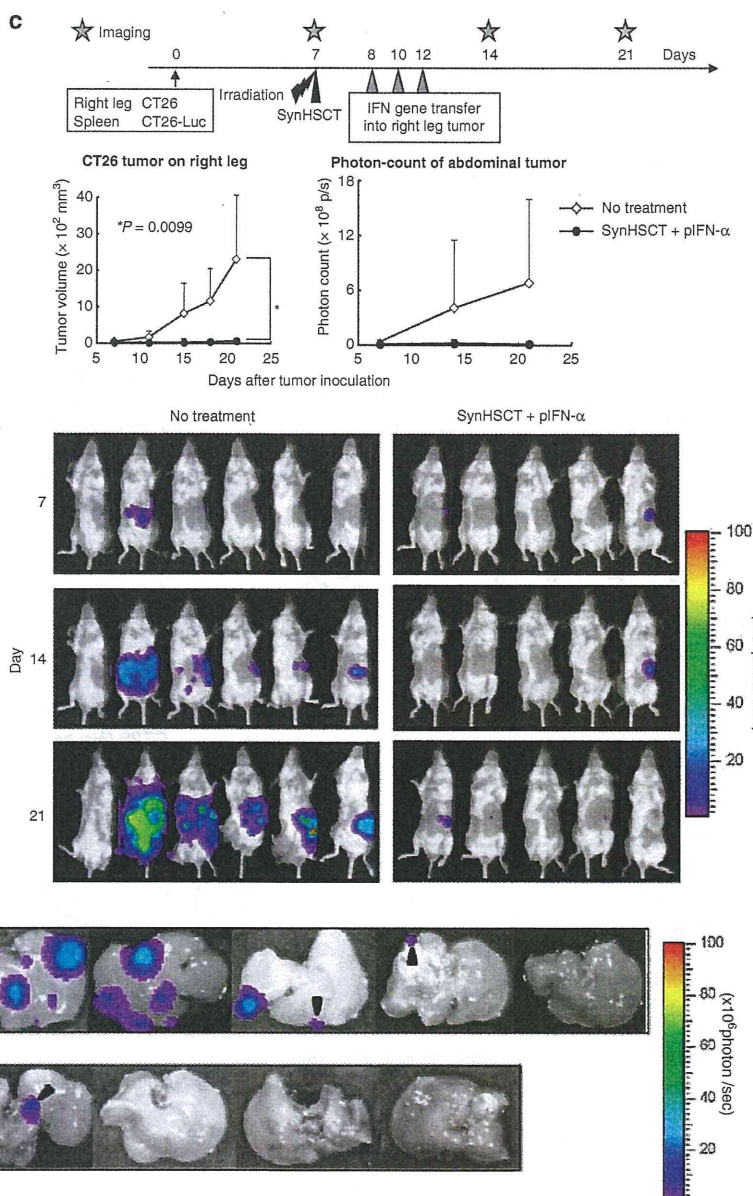 c
Imaging
0 7 8 10 12 14 21 Days
Right leg CT26
Spleen CT26-Luc
Irradiation
SynHSCT
IFN gene transfer
into right leg tumor
CT26 tumor on right leg
Tumor volume (× 10² mm³)
40
30
20
10
0
*P = 0.0099
*
5 10 15 20 25
Photon-count of abdominal tumor
Photon count (× 10⁸ p/s)
18
12
6
0
5 10 15 20 25
No treatment
SynHSCT + pIFN-α
Days after tumor inoculation
No treatment
SynHSCT + pIFN-α
Day
7
14
21
100
80
60
40
20
100
80
60
40
20
(x10⁶photon /sec)